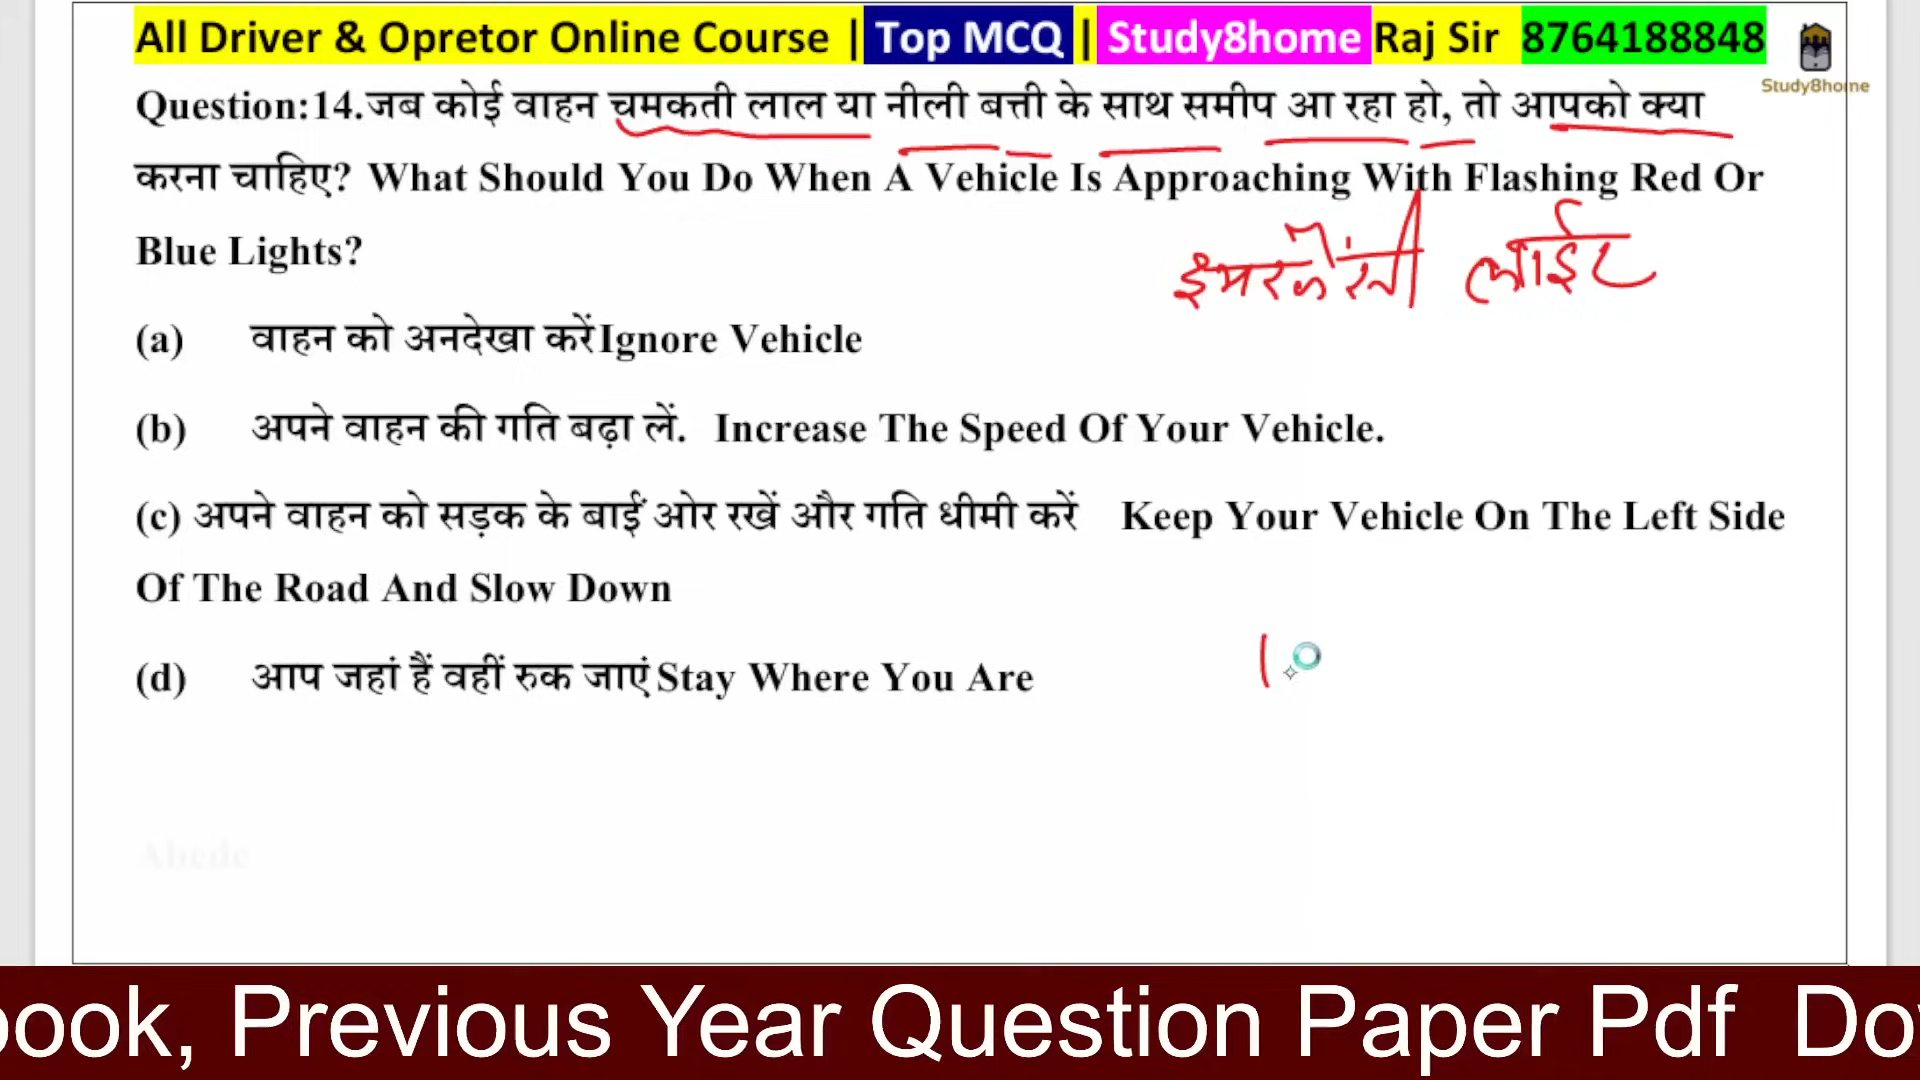 All Driver & Opretor Online Course | Top MCQ | Study8home Raj Sir 8764188848
Study8home
Question:14.जब कोई वाहन चमकती लाल या नीली बत्ती के साथ समीप आ रहा हो, तो आपको क्या
करना चाहिए? What Should You Do When A Vehicle Is Approaching With Flashing Red Or
Blue Lights?
लाईट
(a) वाहन को अनदेखा करेंIgnore Vehicle
(b) अपने वाहन की गति बढ़ा लें. Increase The Speed Of Your Vehicle.
(c) अपने वाहन को सड़क के बाईं ओर रखें और गति धीमी करें Keep Your Vehicle On The Left Side
Of The Road And Slow Down
(d) आप जहां हैं वहीं रुक जाएं Stay Where You Are
Abcde
book, Previous Year Question Paper Pdf Do